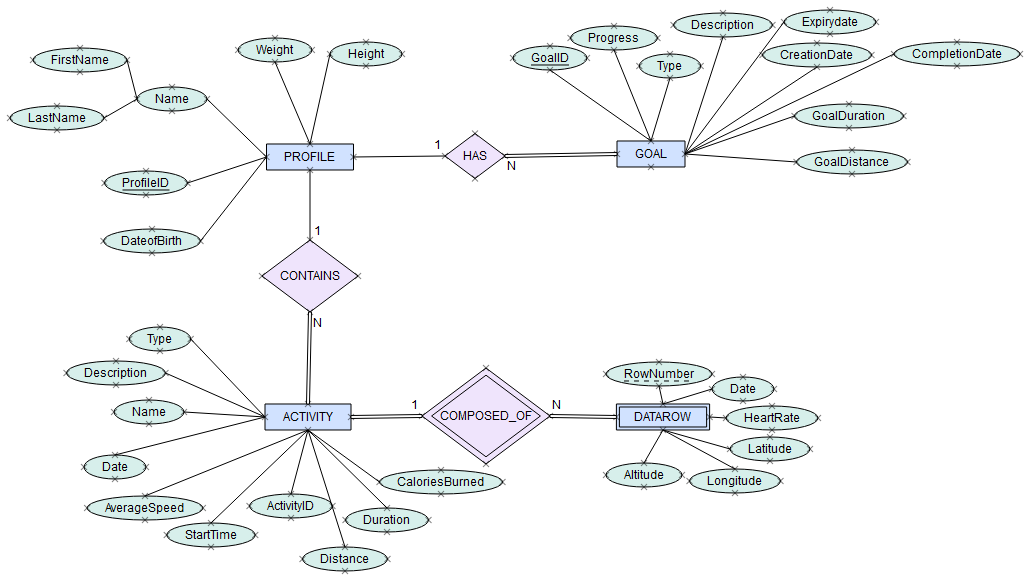 Expirydate
Description
Progress
Weight
Height
CreationDate
CompletionDate
FirstName
GoalID
Type
Name
LastName
GoalDuration
1
PROFILE
HAS
GOAL
N
GoalDistance
ProfileID
DateofBirth
1
CONTAINS
N
Type
Description
RowNumber
Date
Name
1
N
ACTIVITY
COMPOSED_OF
DATAROW
HeartRate
Latitude
Date
CaloriesBurned
Altitude
Longitude
AverageSpeed
ActivityID
Duration
StartTime
Distance